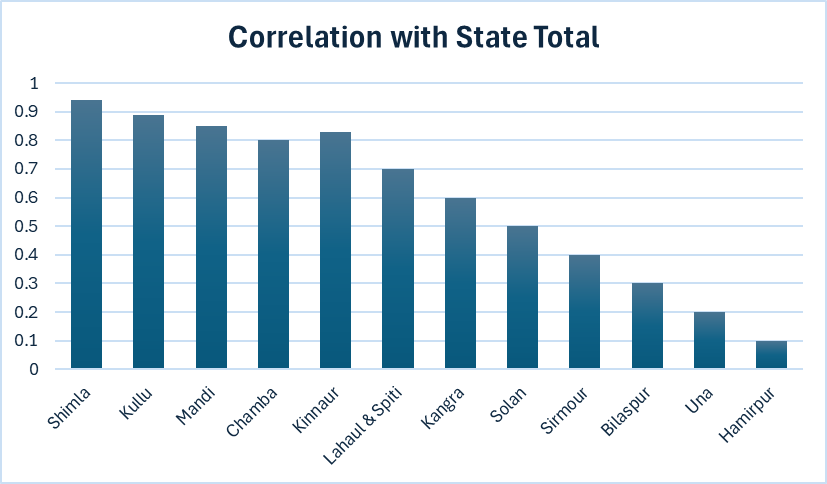 Correlation with State Total
1
0.9
0.8
0.7
0.6
0.5
0.4
0.3
0.2
0.1
0
Shimla
Kullu
Mandi
Chamba
Kinnaur
Lahaul & Spiti
Kangra
Solan
Sirmour
Bilaspur
Una
Hamirpur